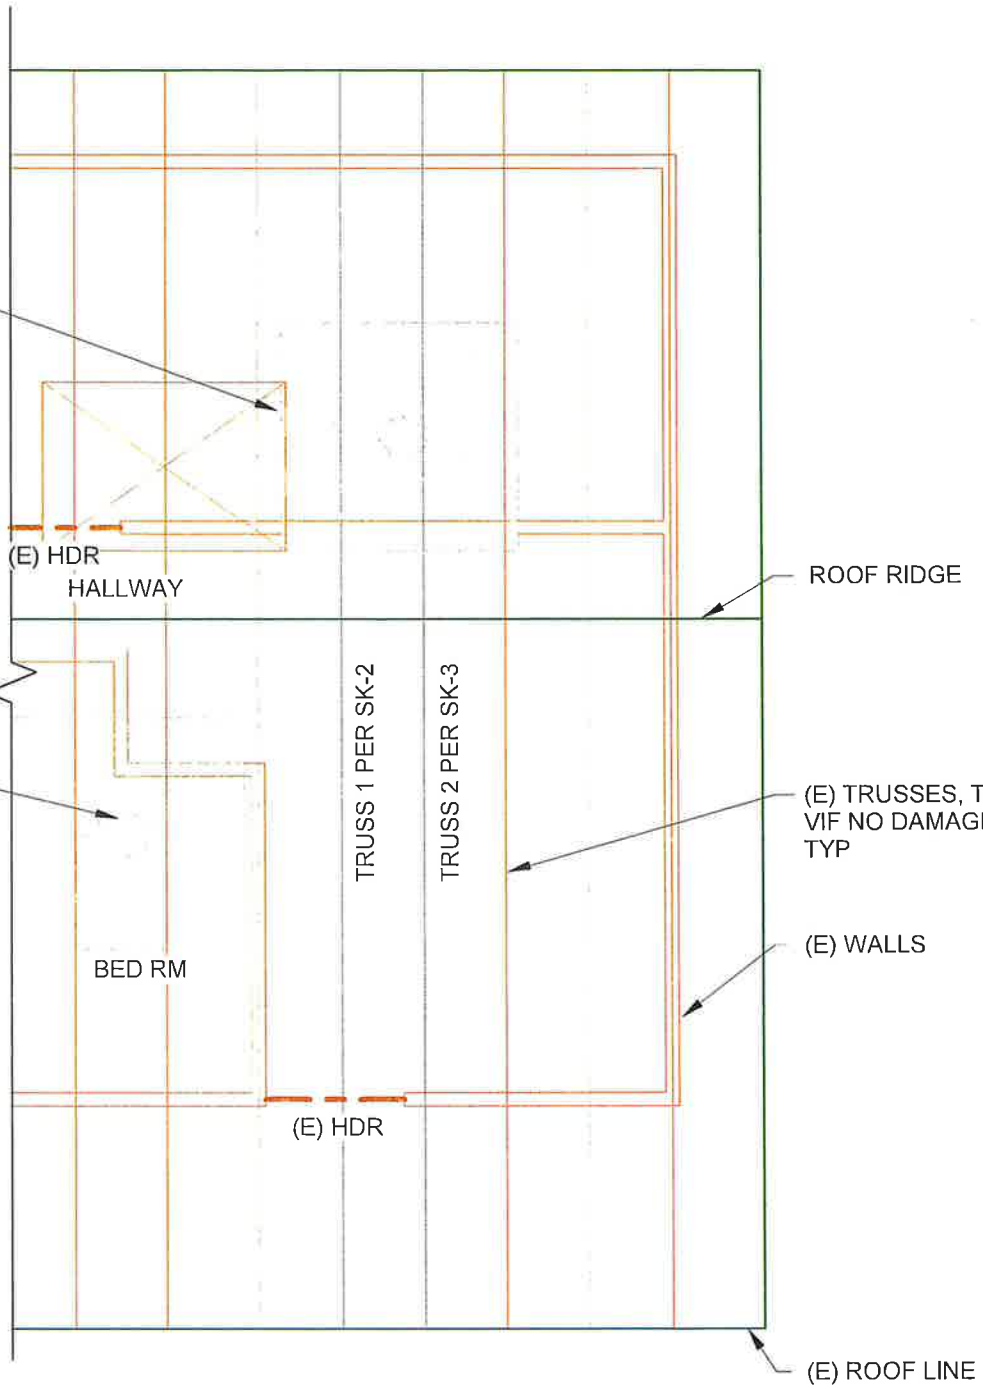 (E) HDR
HALLWAY
ROOF RIDGE
TRUSS 1 PER SK-2
TRUSS 2 PER SK-3
(E) TRUSSES, T
VIF NO DAMAG
TYP
(E) WALLS
BED RM
(E) HDR
(E) ROOF LINE